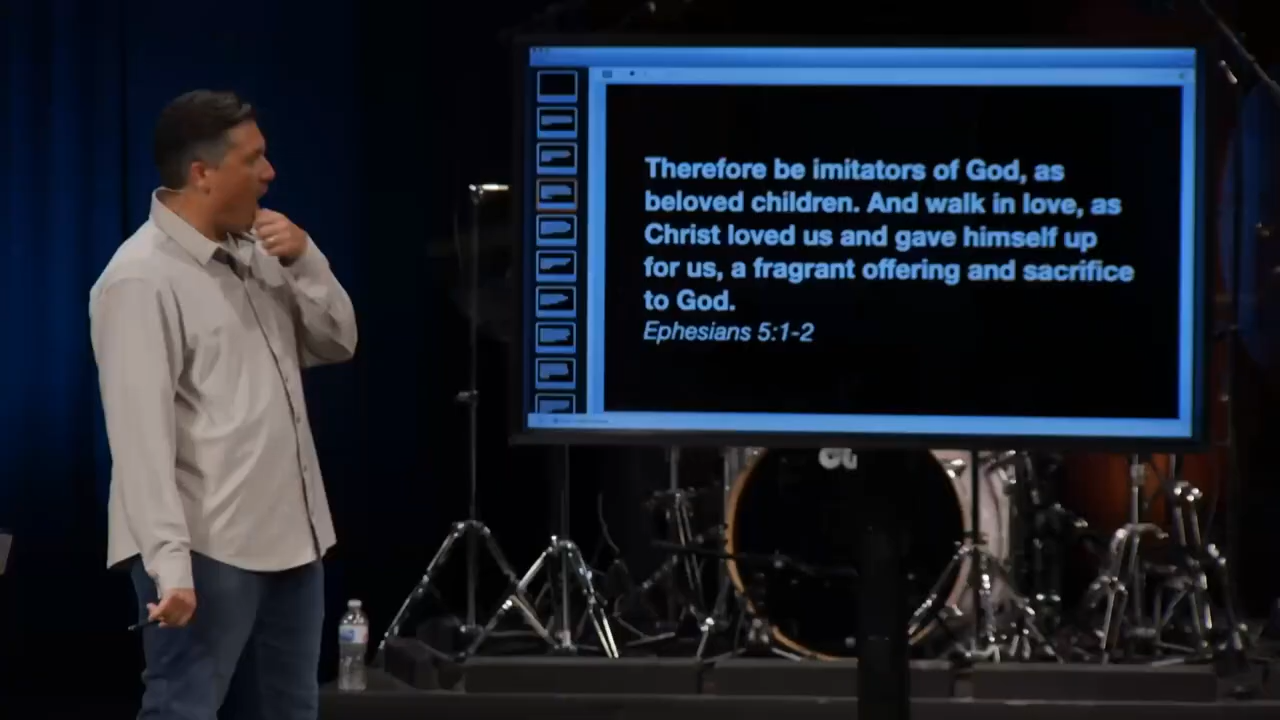 Therefore be imitators of God, as
beloved children. And walk in love, as
Christ loved us and gave himself up
for us, a fragrant offering and sacrifice
to God.
Ephesians 5:1-2